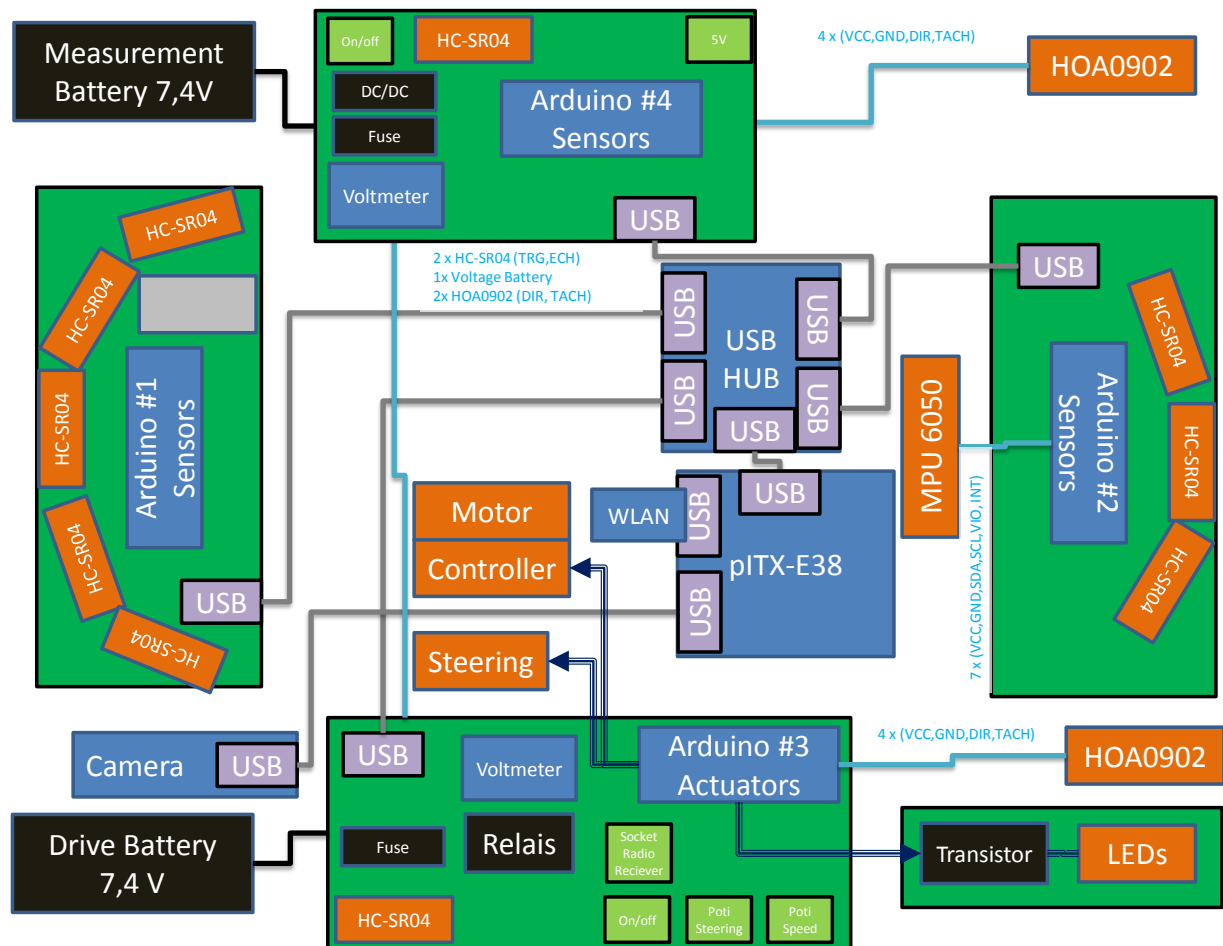 Measurement
Battery 7,4V
On/off
HC-SR04
5V
DC/DC
Fuse
Arduino #4
Sensors
Voltmeter
USB
4 x (VCC,GND,DIR,TACH)
HOA0902
2 x HC-SR04 (TRG,ECH)
1x Voltage Battery
2x HOA0902 (DIR, TACH)
HC-SR04
HC-SR04
HC-SR04
HC-SR04
HC-SR04
Arduino #1
Sensors
USB
USB
USB
USB
HUB
USB
USB
USB
USB
USB
USB
WLAN
pITX-E38
MPU 6050
7 x (VCC,GND,SDA,SCL,VIO, INT)
USB
Arduino #2
Sensors
HC-SR04
HC-SR04
HC-SR04
Motor
Controller
Steering
Camera
USB
Drive Battery
7,4 V
USB
Voltmeter
Arduino #3
Actuators
Fuse
Relais
Socket
Radio
Reciever
HC-SR04
On/off
Poti
Steering
Poti
Speed
4 x (VCC,GND,DIR,TACH)
HOA0902
Transistor
LEDs